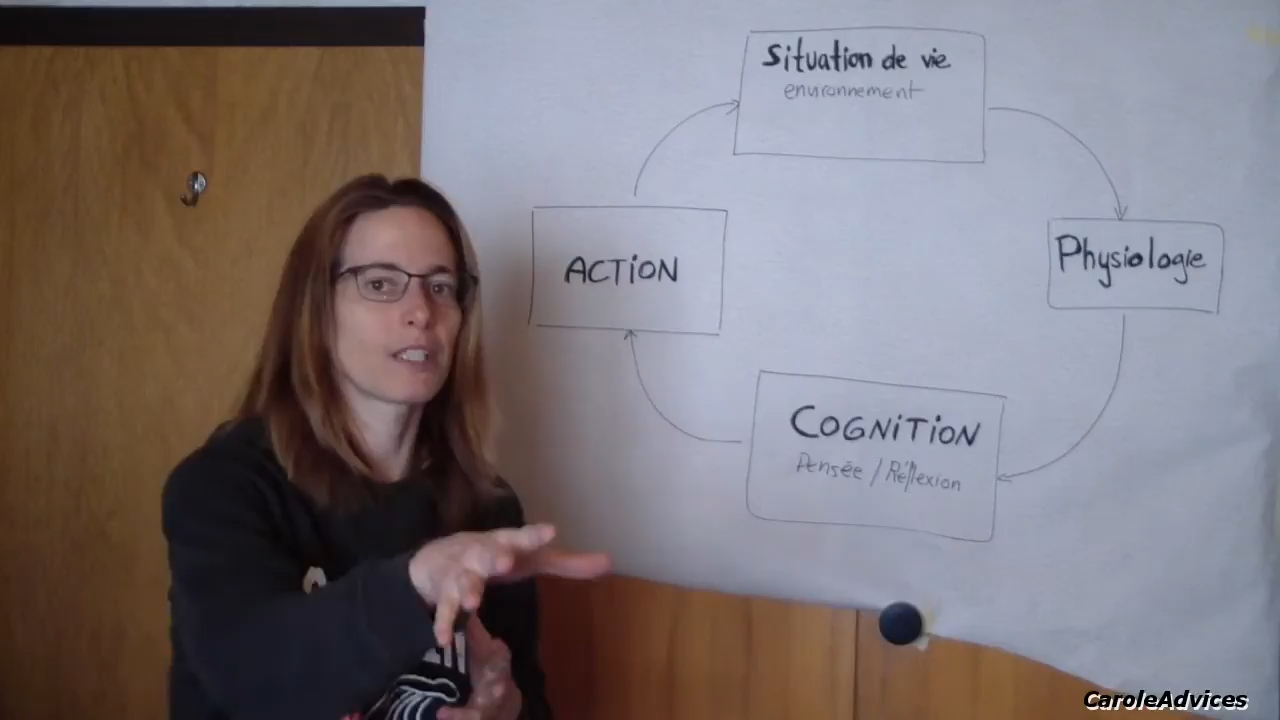 Situation de vie
environnement
ACTiON
Physiologie
COGNiTiON
Pensée / Réflexion
CaroleAdvices